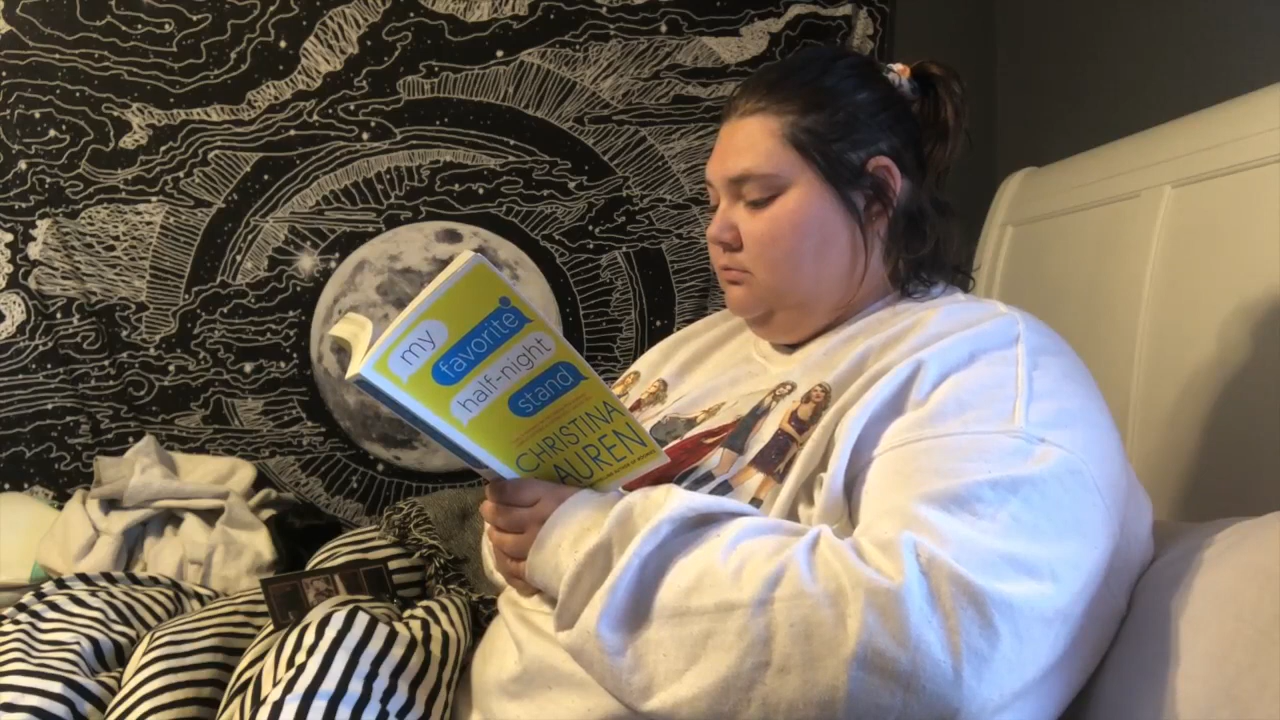 my
favorite
half-night
stand
CHRISTINA
LAUREN